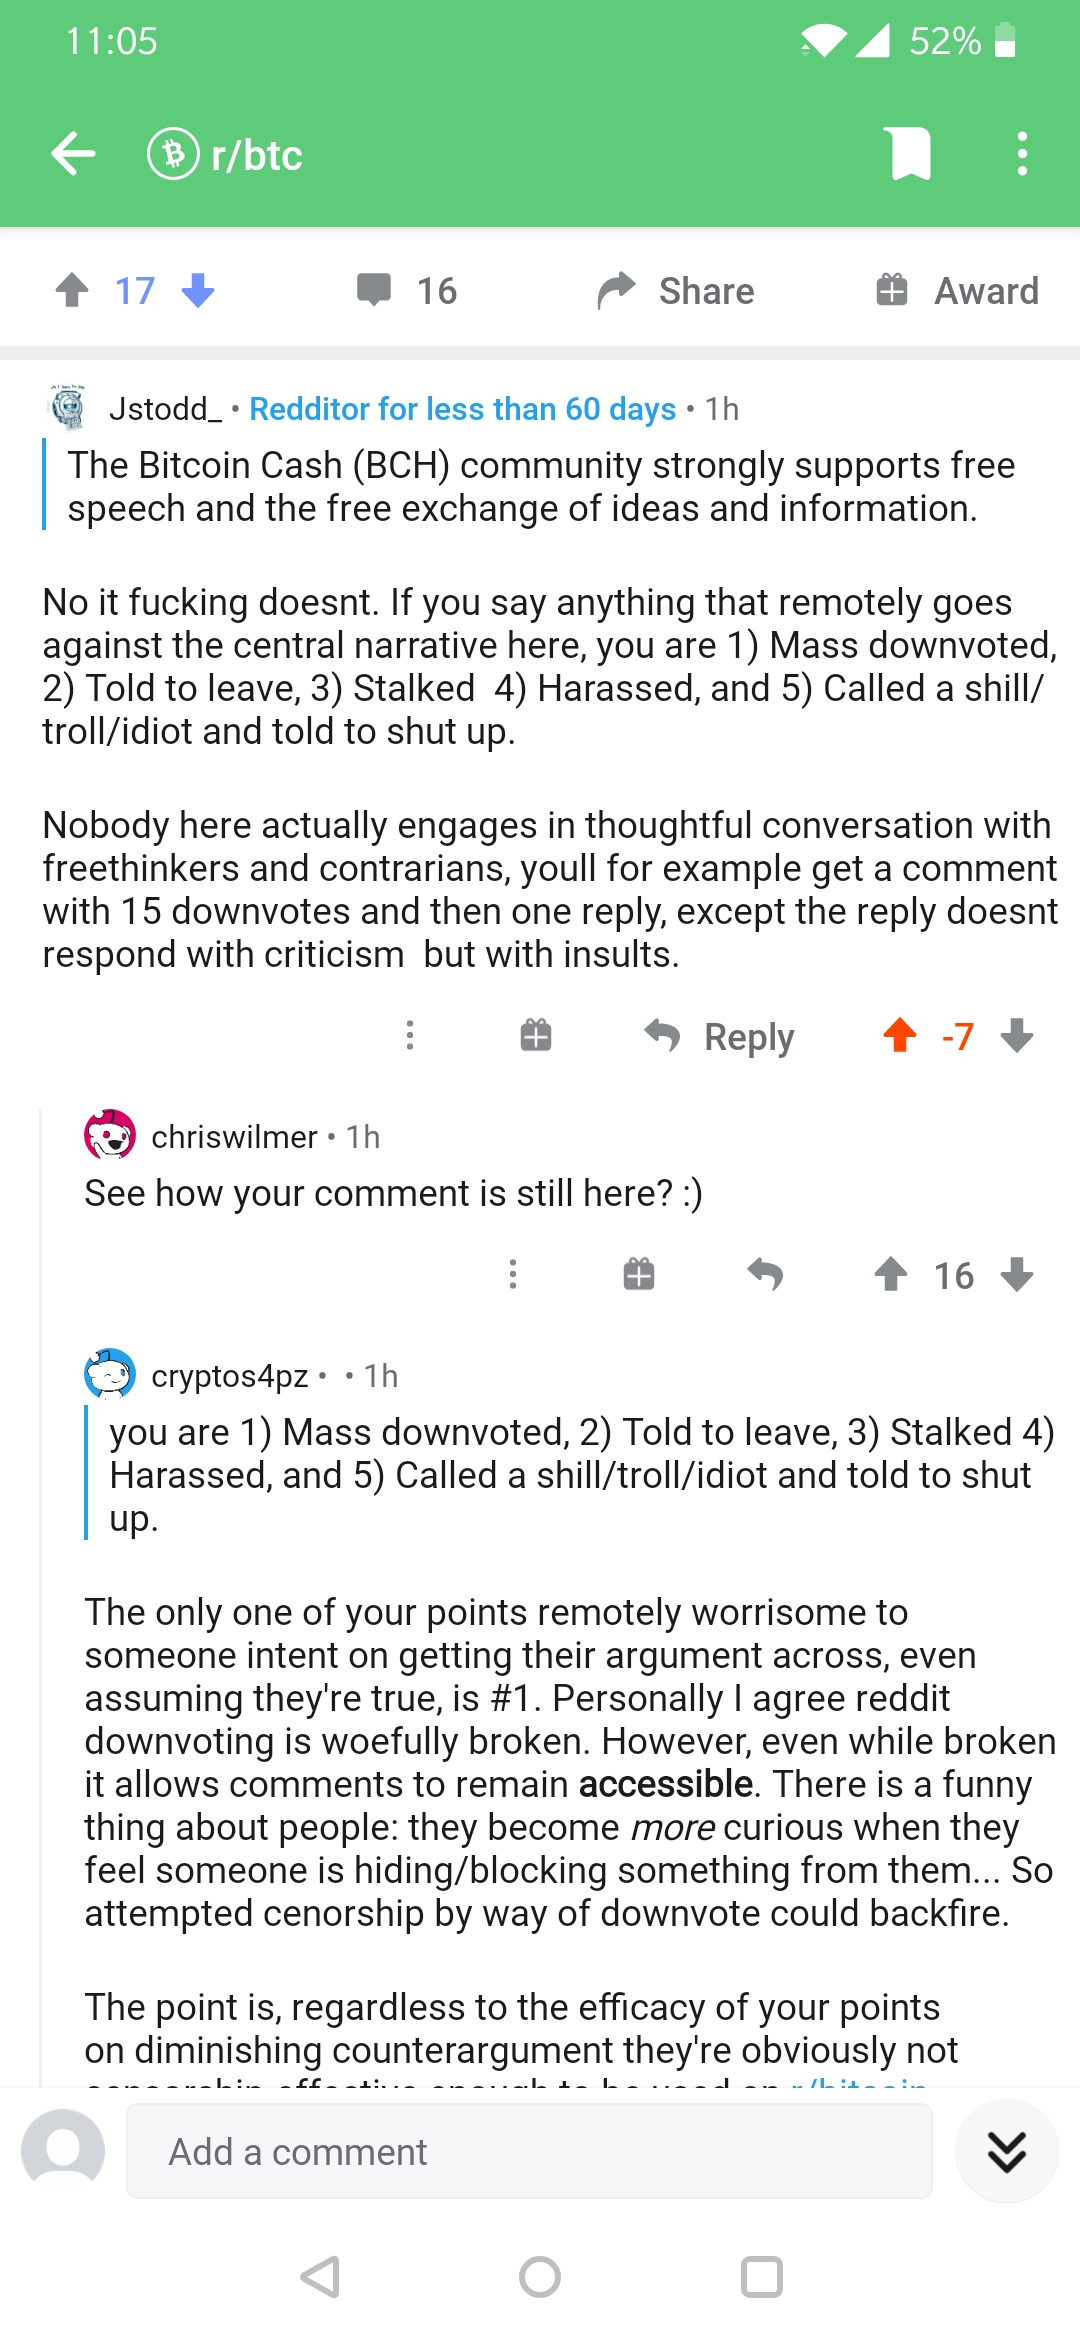 11:05
52%
r/btc
17
16
Share
Award
Jstodd_ • Redditor for less than 60 days • 1h
The Bitcoin Cash (BCH) community strongly supports free
speech and the free exchange of ideas and information.
No it fucking doesnt. If you say anything that remotely goes
against the central narrative here, you are 1) Mass downvoted,
2) Told to leave, 3) Stalked  4) Harassed, and 5) Called a shill/
troll/idiot and told to shut up.
Nobody here actually engages in thoughtful conversation with
freethinkers and contrarians, youll for example get a comment
with 15 downvotes and then one reply, except the reply doesnt
respond with criticism  but with insults.
Reply
-7
chriswilmer • 1h
See how your comment is still here? :)
16
cryptos4pz •  • 1h
you are 1) Mass downvoted, 2) Told to leave, 3) Stalked 4)
Harassed, and 5) Called a shill/troll/idiot and told to shut
up.
The only one of your points remotely worrisome to
someone intent on getting their argument across, even
assuming they're true, is #1. Personally I agree reddit
downvoting is woefully broken. However, even while broken
it allows comments to remain accessible. There is a funny
thing about people: they become more curious when they
feel someone is hiding/blocking something from them... So
attempted cenorship by way of downvote could backfire.
The point is, regardless to the efficacy of your points
on diminishing counterargument they're obviously not
censorship effective enough to be used on r/bitcoin
Add a comment